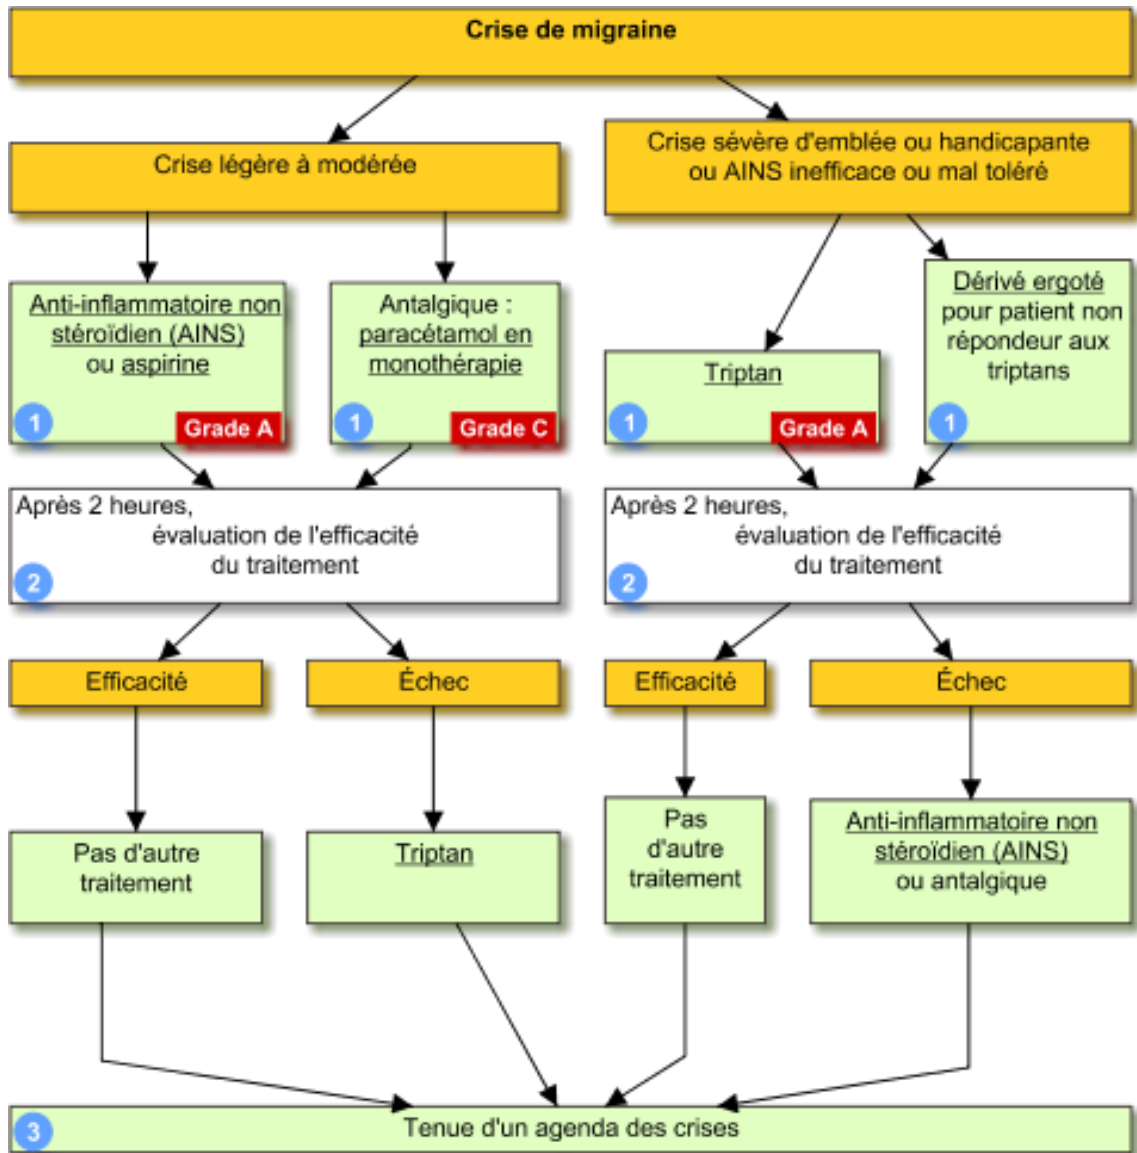 Crise de migraine
Crise légère à modérée
Crise sévère d'emblée ou handicapante
ou AINS inefficace ou mal toléré
Anti-inflammatoire non
stéroïdien (AINS)
ou aspirine
1
Grade A
Antalgique :
paracétamol en
monothérapie
1
Grade C
Triptan
1
Grade A
Dérivé ergoté
pour patient non
répondeur aux
triptans
1
Après 2 heures,
évaluation de l'efficacité
du traitement
2
Après 2 heures,
évaluation de l'efficacité
du traitement
2
Efficacité
Échec
Efficacité
Échec
Pas d'autre
traitement
Triptan
Pas
d'autre
traitement
Anti-inflammatoire non
stéroïdien (AINS)
ou antalgique
3
Tenue d'un agenda des crises